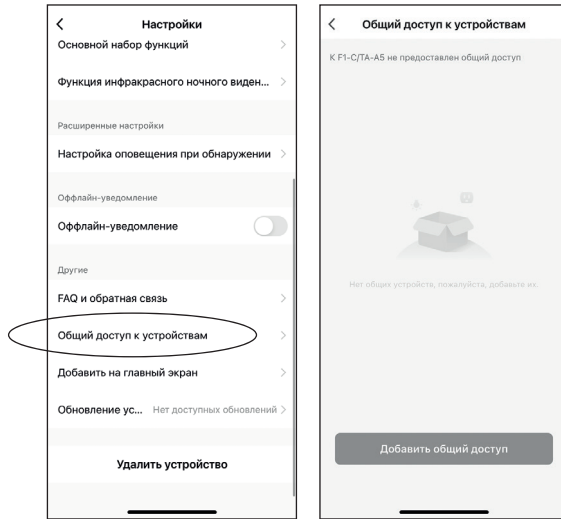 Настройки
Основной набор функций
Функция инфракрасного ночного виден...
Расширенные настройки
Настройка оповещения при обнаружении
Оффлайн-уведомление
Оффлайн-уведомление
Другие
FAQ и обратная связь
Общий доступ к устройствам
Добавить на главный экран
Обновление ус... Нет доступных обновлений
Удалить устройство
Общий доступ к устройствам
К F1-C/TA-A5 не предоставлен общий доступ
Нет общих устройств, пожалуйста, добавьте их.
Добавить общий доступ